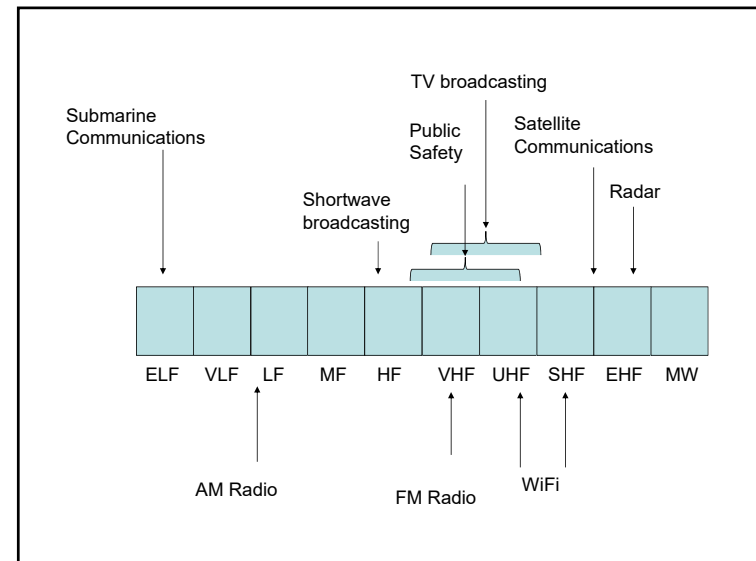 TV broadcasting
Submarine
Communications
Public
Safety
Satellite
Communications
Radar
Shortwave
broadcasting
ELF VLF LF MF HF VHF UHF SHF EHF MW
AM Radio
FM Radio
WiFi